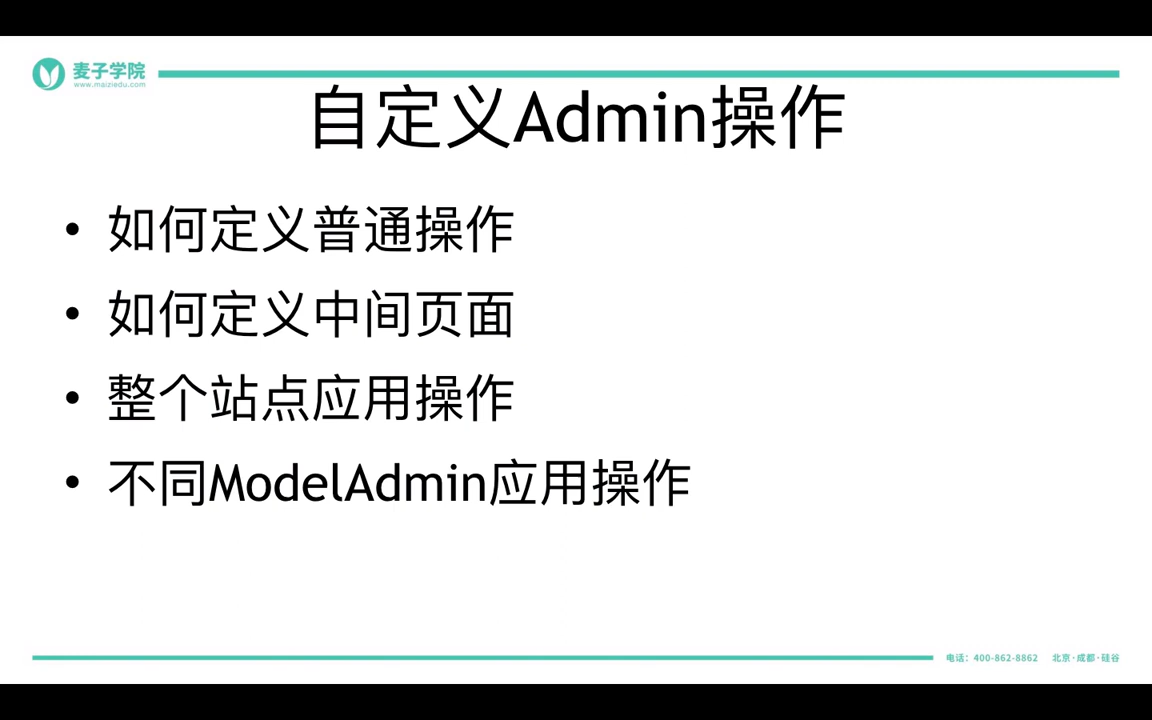 麦子学院
www.maiziedu.com
自定义Admin操作
• 如何定义普通操作
• 如何定义中间页面
• 整个站点应用操作
• 不同ModelAdmin应用操作
电话：400-862-8862 北京·成都·硅谷